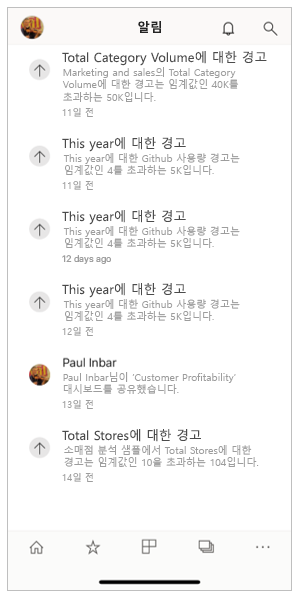 알림
Total Category Volume에 대한 경고
Marketing and sales의 Total Category
Volume에 대한 경고는 임계값인 40K를
초과하는 50K입니다.
11일 전
This year에 대한 경고
This year에 대한 Github 사용량 경고는
임계값인 4를 초과하는 5K입니다.
11일 전
This year에 대한 경고
This year에 대한 Github 사용량 경고는
임계값인 4를 초과하는 5K입니다.
12 days ago
This year에 대한 경고
This year에 대한 Github 사용량 경고는
임계값인 4를 초과하는 5K입니다.
12일 전
Paul Inbar
Paul Inbar님이 'Customer Profitability'
대시보드를 공유했습니다.
13일 전
Total Stores에 대한 경고
소매점 분석 샘플에서 Total Stores에 대한
경고는 임계값인 10을 초과하는 104입니다.
14일 전